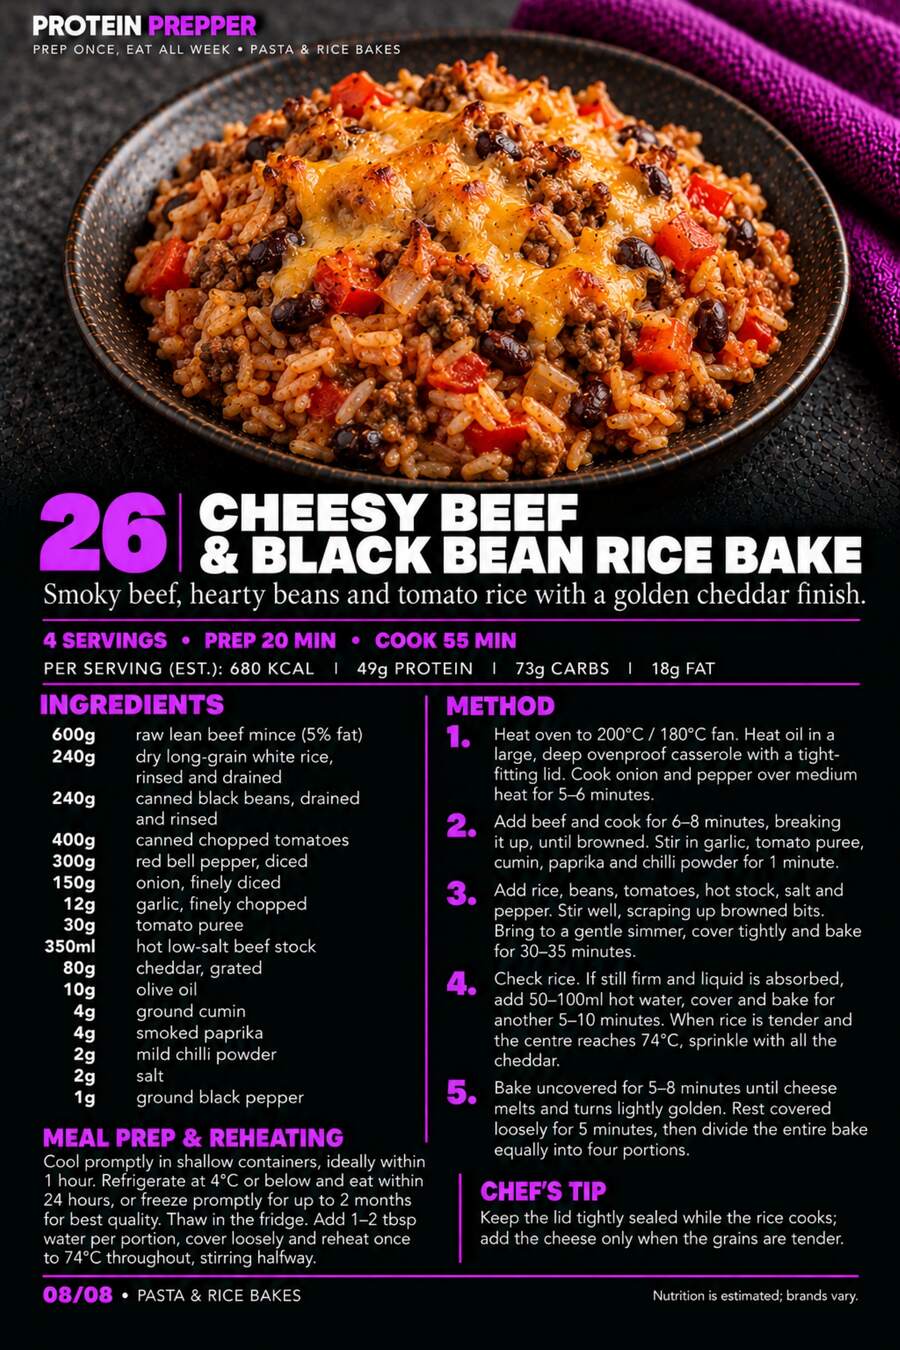 PROTEIN PREPPER
PREP ONCE, EAT ALL WEEK • PASTA & RICE BAKES
26
CHEESY BEEF
& BLACK BEAN RICE BAKE
Smoky beef, hearty beans and tomato rice with a golden cheddar finish.
4 SERVINGS • PREP 20 MIN • COOK 55 MIN
PER SERVING (EST.): 680 KCAL | 49g PROTEIN | 73g CARBS | 18g FAT
INGREDIENTS
600g raw lean beef mince (5% fat)
240g dry long-grain white rice,
rinsed and drained
240g canned black beans, drained
and rinsed
400g canned chopped tomatoes
300g red bell pepper, diced
150g onion, finely diced
12g garlic, finely chopped
30g tomato puree
350ml hot low-salt beef stock
80g cheddar, grated
10g olive oil
4g ground cumin
4g smoked paprika
2g mild chilli powder
2g salt
1g ground black pepper
MEAL PREP & REHEATING
Cool promptly in shallow containers, ideally within
1 hour. Refrigerate at 4°C or below and eat within
24 hours, or freeze promptly for up to 2 months
for best quality. Thaw in the fridge. Add 1–2 tbsp
water per portion, cover loosely and reheat once
to 74°C throughout, stirring halfway.
METHOD
1. Heat oven to 200°C / 180°C fan. Heat oil in a
large, deep ovenproof casserole with a tight-
fitting lid. Cook onion and pepper over medium
heat for 5–6 minutes.
2. Add beef and cook for 6–8 minutes, breaking
it up, until browned. Stir in garlic, tomato puree,
cumin, paprika and chilli powder for 1 minute.
3. Add rice, beans, tomatoes, hot stock, salt and
pepper. Stir well, scraping up browned bits.
Bring to a gentle simmer, cover tightly and bake
for 30–35 minutes.
4. Check rice. If still firm and liquid is absorbed,
add 50–100ml hot water, cover and bake for
another 5–10 minutes. When rice is tender and
the centre reaches 74°C, sprinkle with all the
cheddar.
5. Bake uncovered for 5–8 minutes until cheese
melts and turns lightly golden. Rest covered
loosely for 5 minutes, then divide the entire bake
equally into four portions.
CHEF'S TIP
Keep the lid tightly sealed while the rice cooks;
add the cheese only when the grains are tender.
08/08 • PASTA & RICE BAKES
Nutrition is estimated; brands vary.